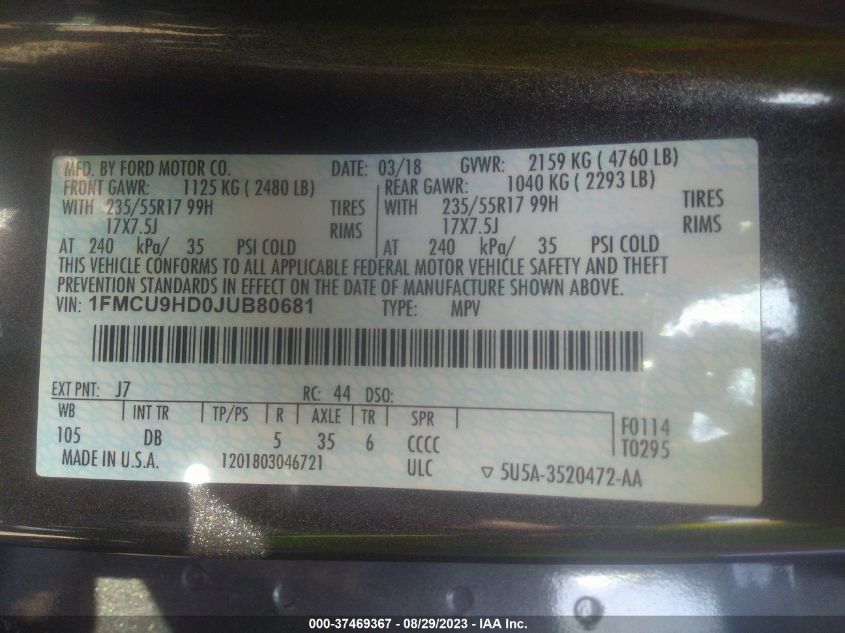 MFD. BY FORD MOTOR CO. DATE: 03/18 GVWR: 2159 KG ( 4760 LB)
FRONT GAWR: 1125 KG ( 2480 LB) REAR GAWR: 1040 KG ( 2293 LB)
WITH 235/55R17 99H TIRES WITH 235/55R17 99H TIRES
17X7.5J RIMS 17X7.5J RIMS
AT 240 kPa/ 35 PSI COLD AT 240 kPa/ 35 PSI COLD
THIS VEHICLE CONFORMS TO ALL APPLICABLE FEDERAL MOTOR VEHICLE SAFETY AND THEFT
PREVENTION STANDARDS IN EFFECT ON THE DATE OF MANUFACTURE SHOWN ABOVE.
VIN: 1FMCU9HD0JUB80681 TYPE: MPV
EXT PNT: J7 RC: 44 DSO:
WB INT TR TP/PS R AXLE TR SPR
105 DB 5 35 6 CCCC
F0114
T0295
MADE IN U.S.A. 1201803046721 ULC ▽ 5U5A-3520472-AA
000-37469367 - 08/29/2023 - IAA Inc.